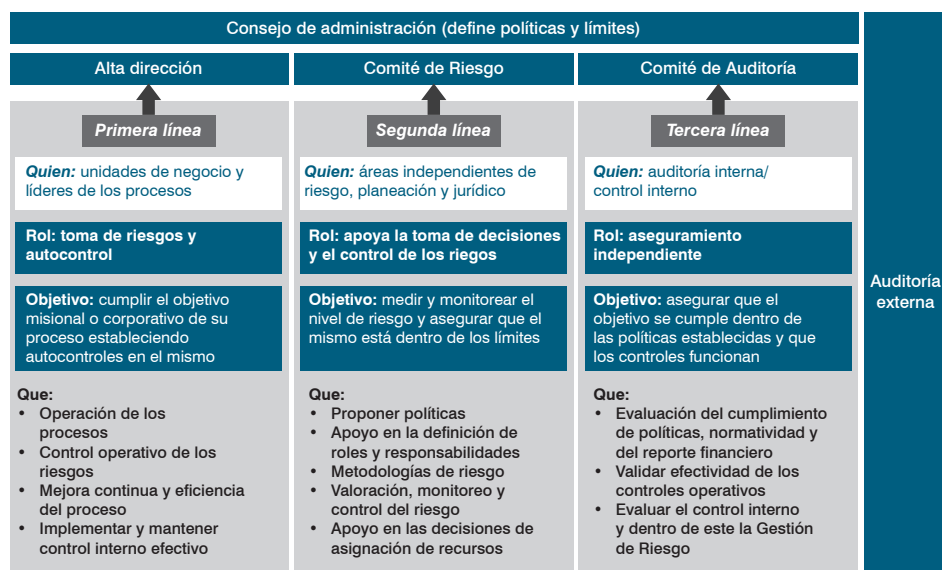 Consejo de administración (define políticas y límites)
Alta dirección
Primera línea
Quien: unidades de negocio y
líderes de los procesos
Rol: toma de riesgos y
autocontrol
Objetivo: cumplir el objetivo
misional o corporativo de su
proceso estableciendo
autocontroles en el mismo
Que:
• Operación de los
procesos
• Control operativo de los
riesgos
• Mejora continua y eficiencia
del proceso
• Implementar y mantener
control interno efectivo
Comité de Riesgo
Segunda línea
Quien: áreas independientes de
riesgo, planeación y jurídico
Rol: apoya la toma de decisiones
y el control de los riegos
Objetivo: medir y monitorear el
nivel de riesgo y asegurar que el
mismo está dentro de los límites
Que:
• Proponer políticas
• Apoyo en la definición de
roles y responsabilidades
• Metodologías de riesgo
• Valoración, monitoreo y
control del riesgo
• Apoyo en las decisiones de
asignación de recursos
Comité de Auditoría
Tercera línea
Quien: auditoría interna/
control interno
Rol: aseguramiento
independiente
Objetivo: asegurar que el
objetivo se cumple dentro de
las políticas establecidas y que
los controles funcionan
Que:
• Evaluación del cumplimiento
de políticas, normatividad y
del reporte financiero
• Validar efectividad de los
controles operativos
• Evaluar el control interno
y dentro de este la Gestión
de Riesgo
Auditoría
externa